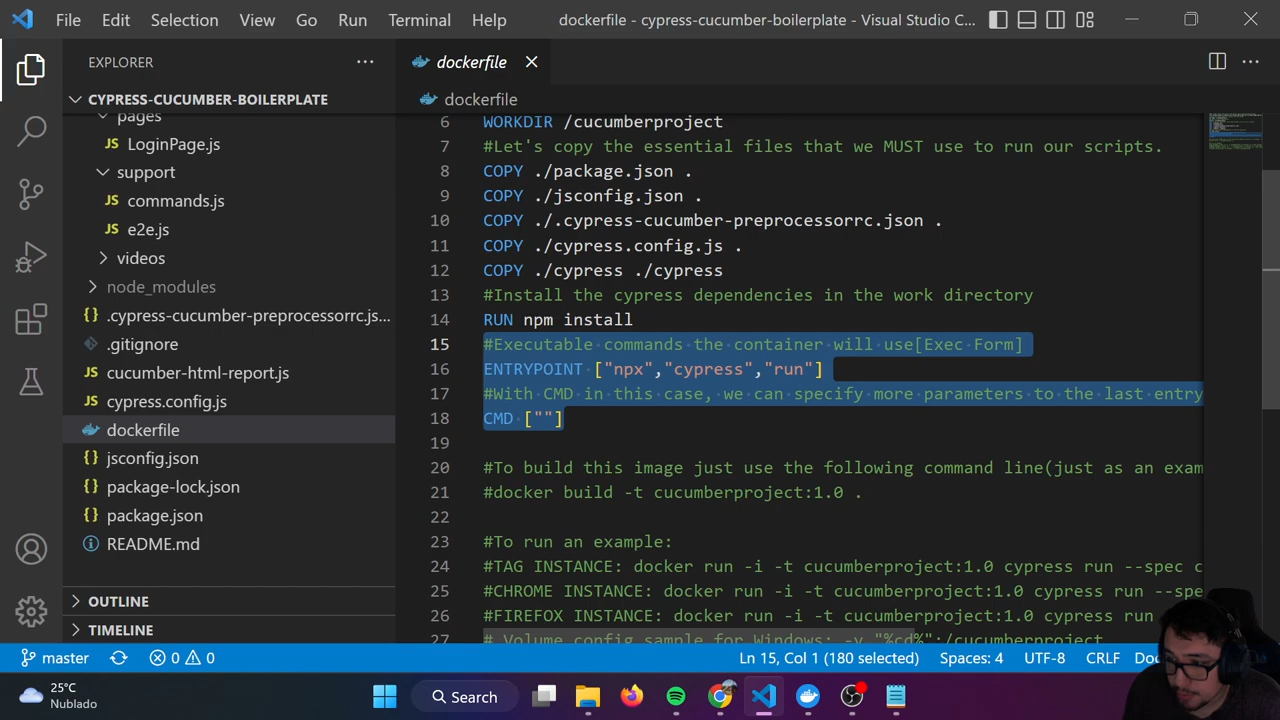 File Edit Selection View Go Run Terminal Help
dockerfile - cypress-cucumber-boilerplate - Visual Studio C...
EXPLORER
CYPRESS-CUCUMBER-BOILERPLATE
pages
LoginPage.js
support
commands.js
e2e.js
videos
node_modules
.cypress-cucumber-preprocessorrc.js...
.gitignore
cucumber-html-report.js
cypress.config.js
dockerfile
jsconfig.json
package-lock.json
package.json
README.md
OUTLINE
TIMELINE
dockerfile
dockerfile
6 WORKDIR /cucumberproject
7 #Let's copy the essential files that we MUST use to run our scripts.
8 COPY ./package.json .
9 COPY ./jsconfig.json .
10 COPY ./.cypress-cucumber-preprocessorrc.json .
11 COPY ./cypress.config.js .
12 COPY ./cypress ./cypress
13 #Install the cypress dependencies in the work directory
14 RUN npm install
15 #Executable commands the container will use[Exec Form]
16 ENTRYPOINT ["npx","cypress","run"]
17 #With CMD in this case, we can specify more parameters to the last entry
18 CMD [""]
19
20 #To build this image just use the following command line(just as an exam
21 #docker build -t cucumberproject:1.0 .
22
23 #To run an example:
24 #TAG INSTANCE: docker run -i -t cucumberproject:1.0 cypress run --spec c
25 #CHROME INSTANCE: docker run -i -t cucumberproject:1.0 cypress run --spe
26 #FIREFOX INSTANCE: docker run -i -t cucumberproject:1.0 cypress run
27 # Volume config sample for Windows: -v "%cd%":/cucumberproject
master
0 0
Ln 15, Col 1 (180 selected)
Spaces: 4
UTF-8
CRLF
Doc
25°C
Nublado
Search